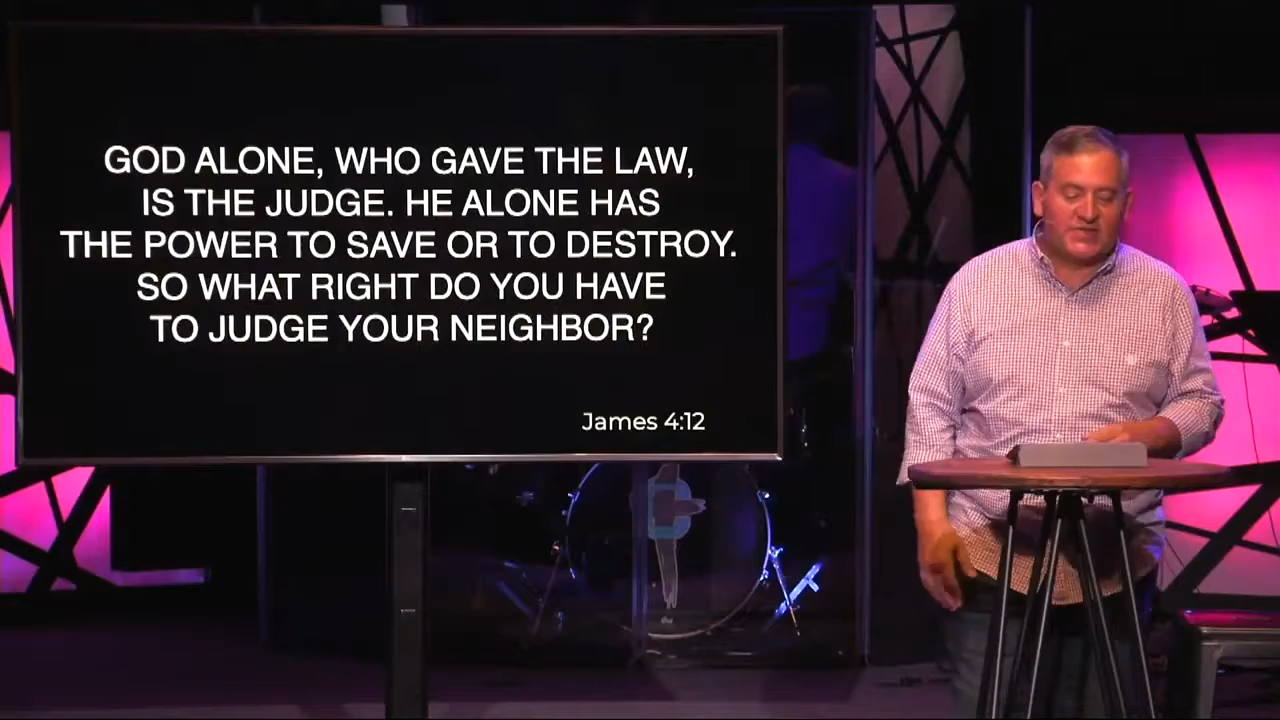 GOD ALONE, WHO GAVE THE LAW,
IS THE JUDGE. HE ALONE HAS
THE POWER TO SAVE OR TO DESTROY.
SO WHAT RIGHT DO YOU HAVE
TO JUDGE YOUR NEIGHBOR?
James 4:12